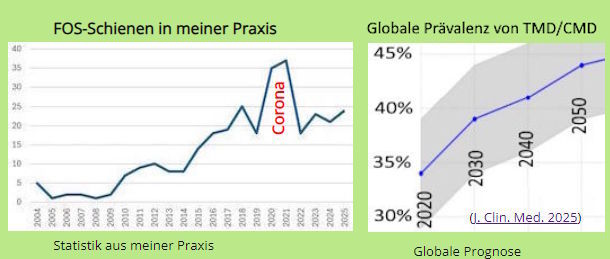 FOS-Schienen in meiner Praxis
40
35
30
25
20
15
10
5
0
Corona
2004 2005 2006 2007 2008 2009 2010 2011 2012 2013 2014 2015 2016 2017 2018 2019 2020 2021 2022 2023 2024 2025
Statistik aus meiner Praxis
Globale Prävalenz von TMD/CMD
45%
40%
35%
30%
2020 2030 2040 2050
(J. Clin. Med. 2025)
Globale Prognose